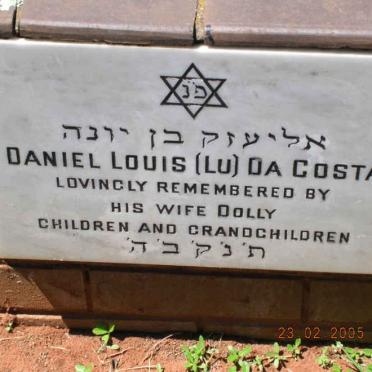 פ״נ
אליעזק בן יונה
DANIEL LOUIS (LU) DA COSTA
LOVINGLY REMEMBERED BY
HIS WIFE DOLLY
CHILDREN AND GRANDCHILDREN
ת׳נ׳ק׳ב׳ה׳
23 02 2005